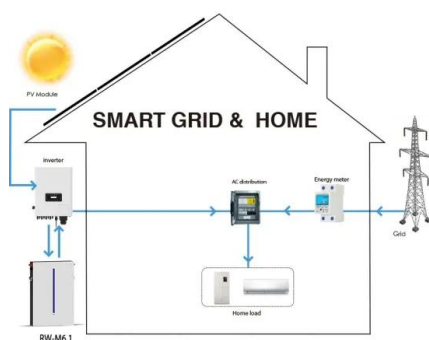 PV Module
SMART GRID & HOME
Inverter
AC distribution
Energy meter
Grid
Home load
RW-M6.1